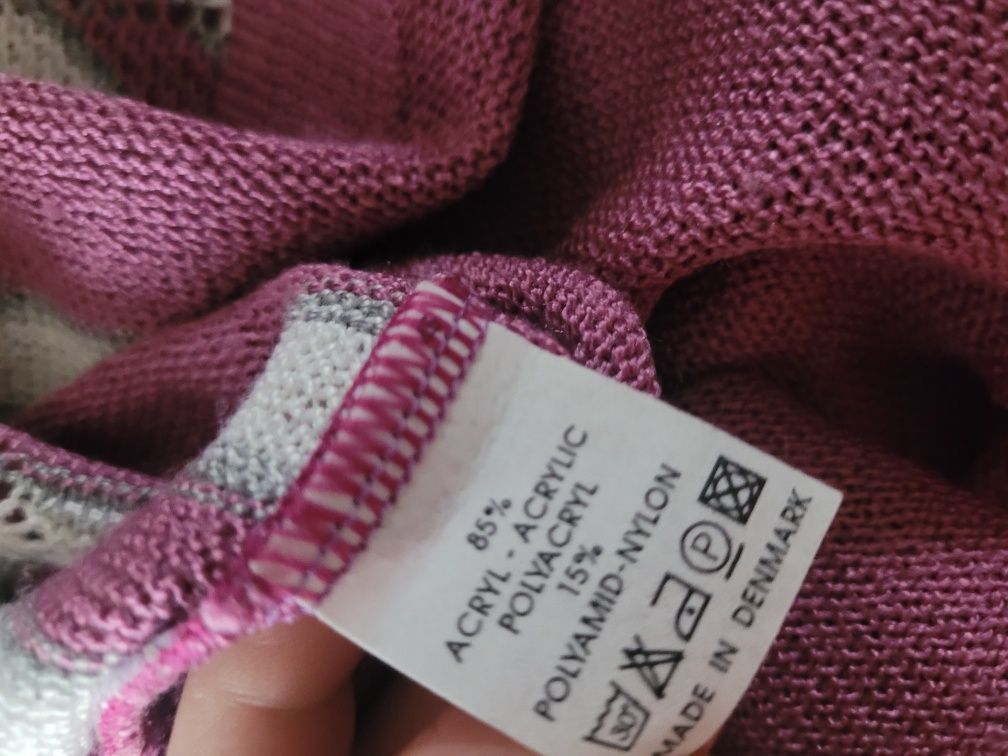 85%
ACRYL - ACRYLIC
POLYACRYL
15%
POLYAMID-NYLON
30 P
MADE IN DENMARK